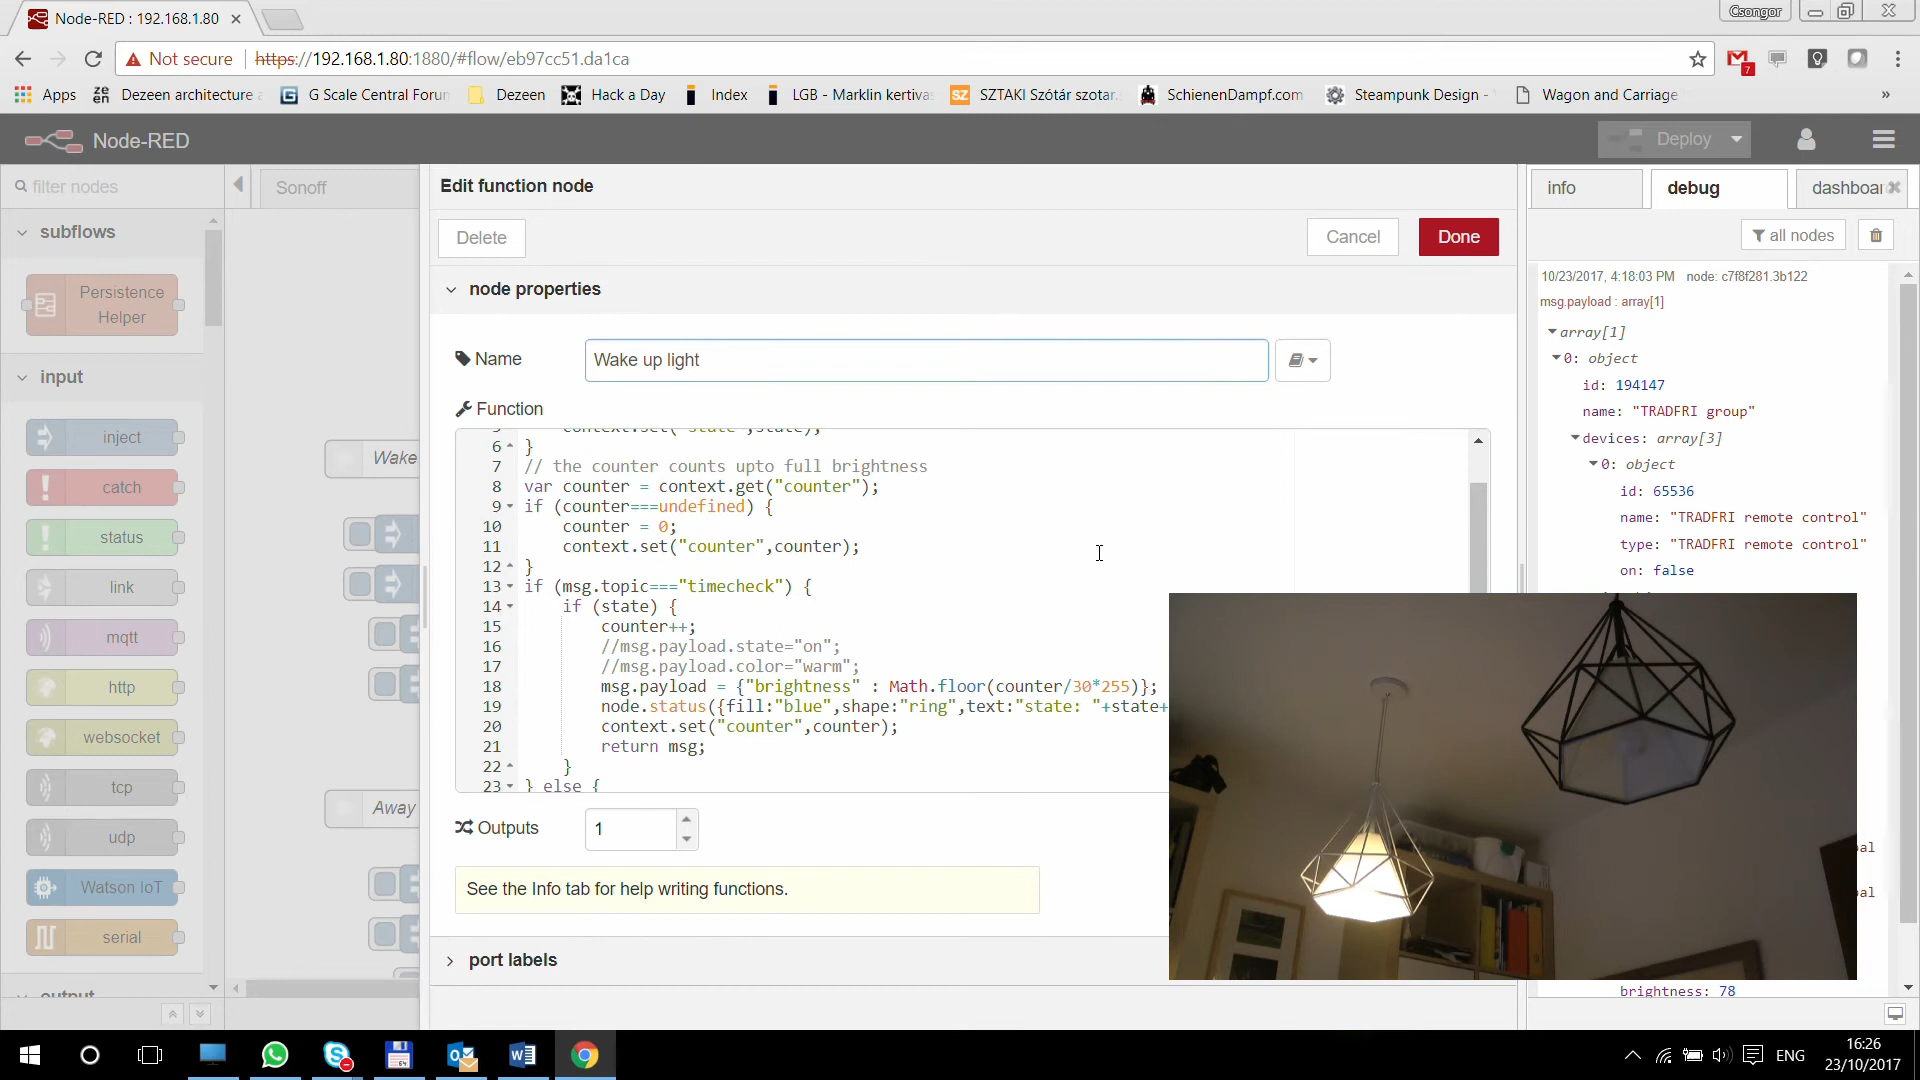 Node-RED : 192.168.1.80
Csongor
Not secure
https://192.168.1.80:1880/#flow/eb97cc51.da1ca
7
Apps
Dezeen architecture
G Scale Central Forum
Dezeen
Hack a Day
Index
LGB - Marklin kertivas
SZTAKI Szótár szotar.
SchienenDampf.com
Steampunk Design -
Wagon and Carriage
»
Node-RED
Deploy
filter nodes
subflows
Persistence
Helper
input
inject
catch
status
link
mqtt
http
websocket
tcp
udp
Watson IoT
serial
output
Sonoff
Wake
Away
Edit function node
Delete
Cancel
Done
node properties
Name
Wake up light
Function
5 context.set("state",state);
6 }
7 // the counter counts upto full brightness
8 var counter = context.get("counter");
9 if (counter===undefined) {
10 counter = 0;
11 context.set("counter",counter);
12 }
13 if (msg.topic==="timecheck") {
14 if (state) {
15 counter++;
16 //msg.payload.state="on";
17 //msg.payload.color="warm";
18 msg.payload = {"brightness" : Math.floor(counter/30*255)};
19 node.status({fill:"blue",shape:"ring",text:"state: "+state+
20 context.set("counter",counter);
21 return msg;
22 }
23 } else {
Outputs
1
See the Info tab for help writing functions.
port labels
info
debug
dashboar
all nodes
10/23/2017, 4:18:03 PM node: c7f8f281.3b122
msg.payload : array[1]
array[1]
0: object
id: 194147
name: "TRADFRI group"
devices: array[3]
0: object
id: 65536
name: "TRADFRI remote control"
type: "TRADFRI remote control"
on: false
brightness: 78
ENG
16:26
23/10/2017